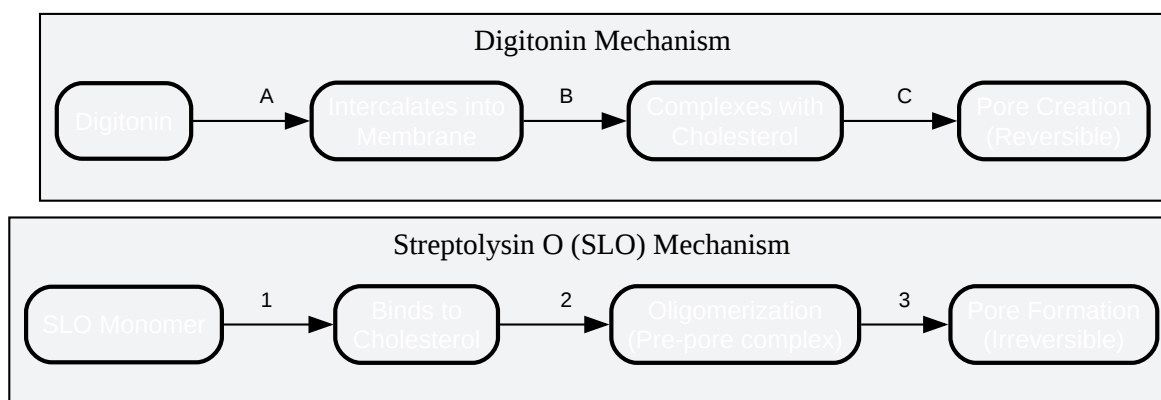 Digitonin Mechanism
A
B
C
Digitonin
Intercalates into
Membrane
Complexes with
Cholesterol
Pore Creation
(Reversible)
Streptolysin O (SLO) Mechanism
1
2
3
SLO Monomer
Binds to
Cholesterol
Oligomerization
(Pre-pore complex)
Pore Formation
(Irreversible)